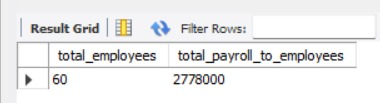 Result Grid Filter Rows:
total_employees total_payroll_to_employees
60 2778000